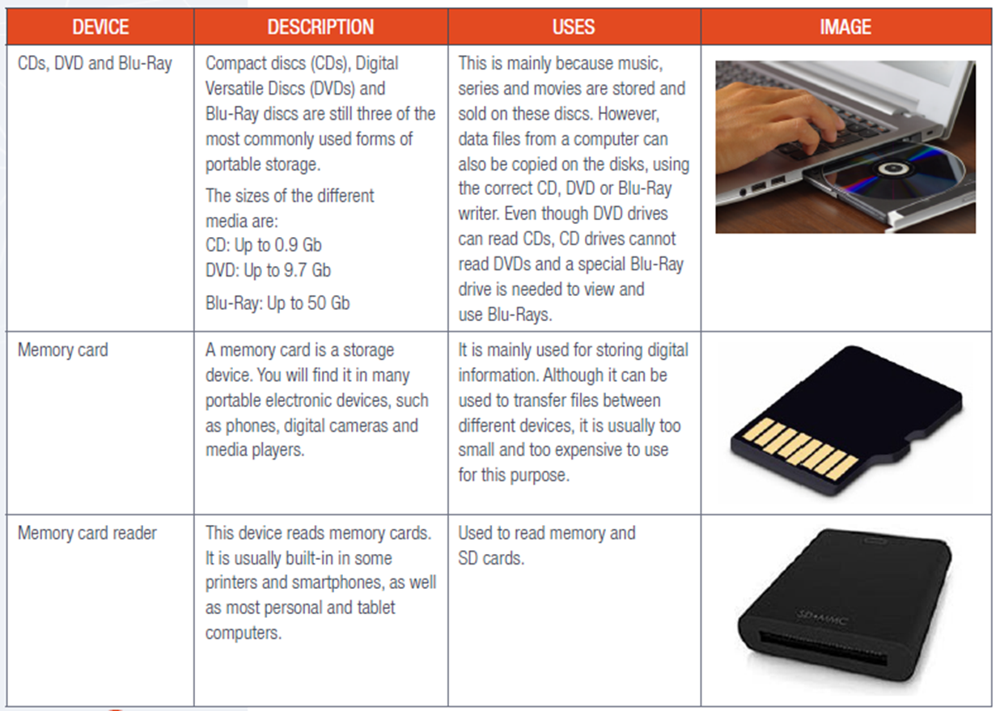 DEVICE
DESCRIPTION
USES
IMAGE
CDs, DVD and Blu-Ray
Compact discs (CDs), Digital
Versatile Discs (DVDs) and
Blu-Ray discs are still three of the
most commonly used forms of
portable storage.
The sizes of the different
media are:
CD: Up to 0.9 Gb
DVD: Up to 9.7 Gb
Blu-Ray: Up to 50 Gb
This is mainly because music,
series and movies are stored and
sold on these discs. However,
data files from a computer can
also be copied on the disks, using
the correct CD, DVD or Blu-Ray
writer. Even though DVD drives
can read CDs, CD drives cannot
read DVDs and a special Blu-Ray
drive is needed to view and
use Blu-Rays.
Memory card
A memory card is a storage
device. You will find it in many
portable electronic devices, such
as phones, digital cameras and
media players.
It is mainly used for storing digital
information. Although it can be
used to transfer files between
different devices, it is usually too
small and too expensive to use
for this purpose.
Memory card reader
This device reads memory cards.
It is usually built-in in some
printers and smartphones, as well
as most personal and tablet
computers.
Used to read memory and
SD cards.
SD•MMC